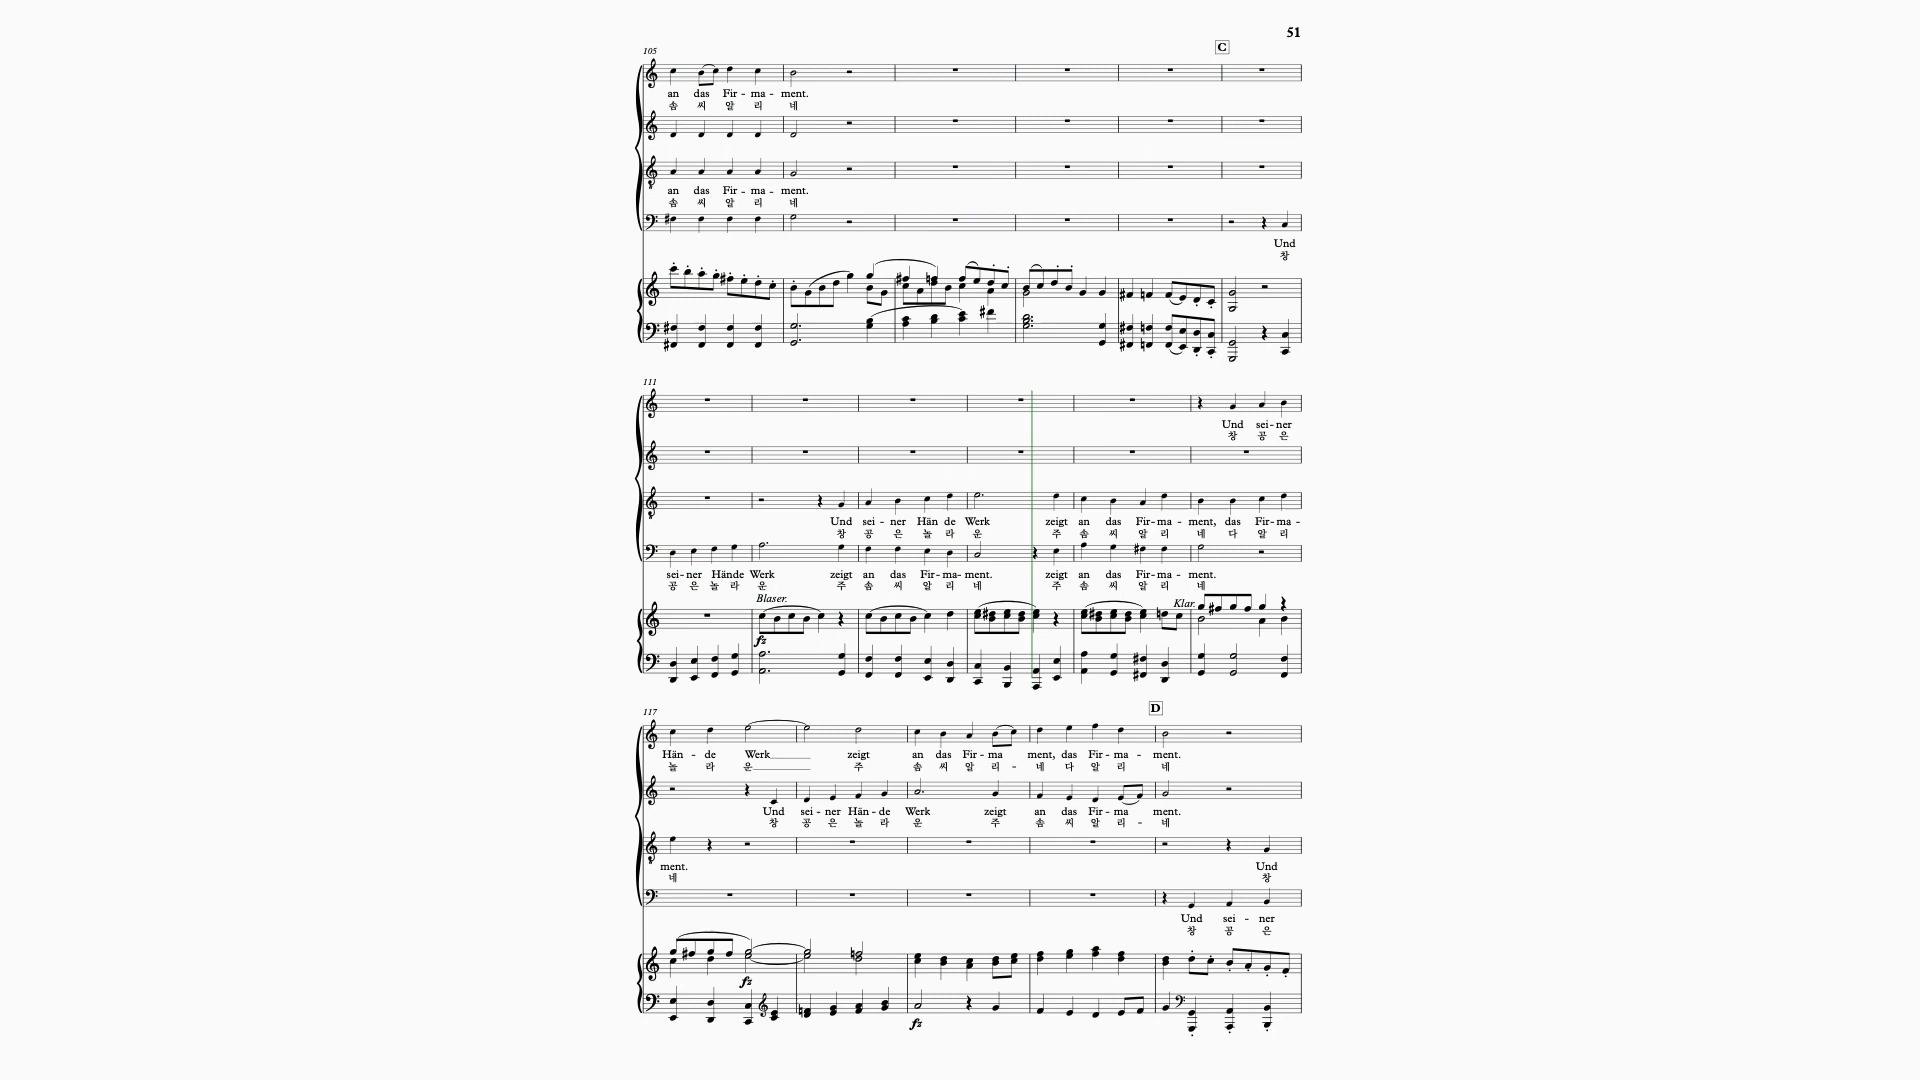 51
C
105
an das Fir - ma - ment.
솜 씨 알 리 네
an das Fir - ma - ment.
솜 씨 알 리 네
Und
창
111
Und sei - ner
창 공 은
Und sei - ner Hän de Werk zeigt an das Fir - ma - ment, das Fir - ma -
창 공 은 놀 라 운 주 솜 씨 알 리 네 다 알 리
sei - ner Hände Werk zeigt an das Fir - ma - ment. zeigt an das Fir - ma - ment.
공 은 놀 라 운 주 솜 씨 알 리 네 주 솜 씨 알 리 네
Blaser.
Klar.
fz
117
D
Hän - de Werk zeigt an das Fir - ma ment, das Fir - ma - ment.
놀 라 운 주 솜 씨 알 리 - 네 다 알 리 네
Und sei - ner Hän - de Werk zeigt an das Fir - ma ment.
창 공 은 놀 라 운 주 솜 씨 알 리 - 네
ment. Und
네 창
Und sei - ner
창 공 은
fz
fz